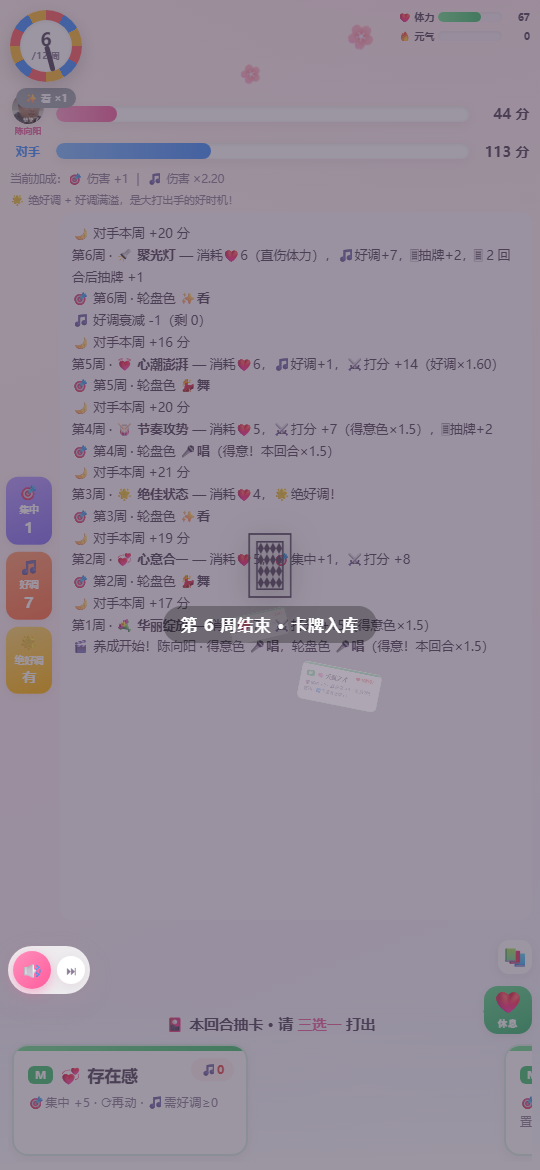 6
/12周
体力 67
元气 0
看 ×1
陈向阳
44 分
对手
113 分
当前加成： 伤害 +1 | 伤害 ×2.20
绝好调 + 好调满溢，是大打出手的好时机！
对手本周 +20 分
第6周 · 聚光灯 — 消耗 6（直伤体力）， 好调+7， 抽牌+2， 2 回
合后抽牌 +1
第6周 · 轮盘色 看
好调衰减 -1（剩 0）
对手本周 +16 分
第5周 · 心潮澎湃 — 消耗 6， 好调+1， 打分 +14（好调×1.60）
第5周 · 轮盘色 舞
对手本周 +20 分
第4周 · 节奏攻势 — 消耗 5， 打分 +7（得意色×1.5）， 抽牌+2
第4周 · 轮盘色 唱（得意！本回合×1.5）
对手本周 +21 分
第3周 · 绝佳状态 — 消耗 4， 绝好调！
第3周 · 轮盘色 看
对手本周 +19 分
第2周 · 心意合一 — 消耗 集中+1， 打分 +8
第2周 · 轮盘色 舞
对手本周 +17 分
第1周 · 华丽绽放 意色×1.5）
第 6 周结束 • 卡牌入库
养成开始！陈向阳 · 得意色 唱，轮盘色 唱（得意！本回合×1.5）
集中
1
好调
7
绝好调
有
休息
本回合抽卡 • 请 三选一 打出
M 存在感 0
集中 +5 · 再动 · 需好调≥0
置